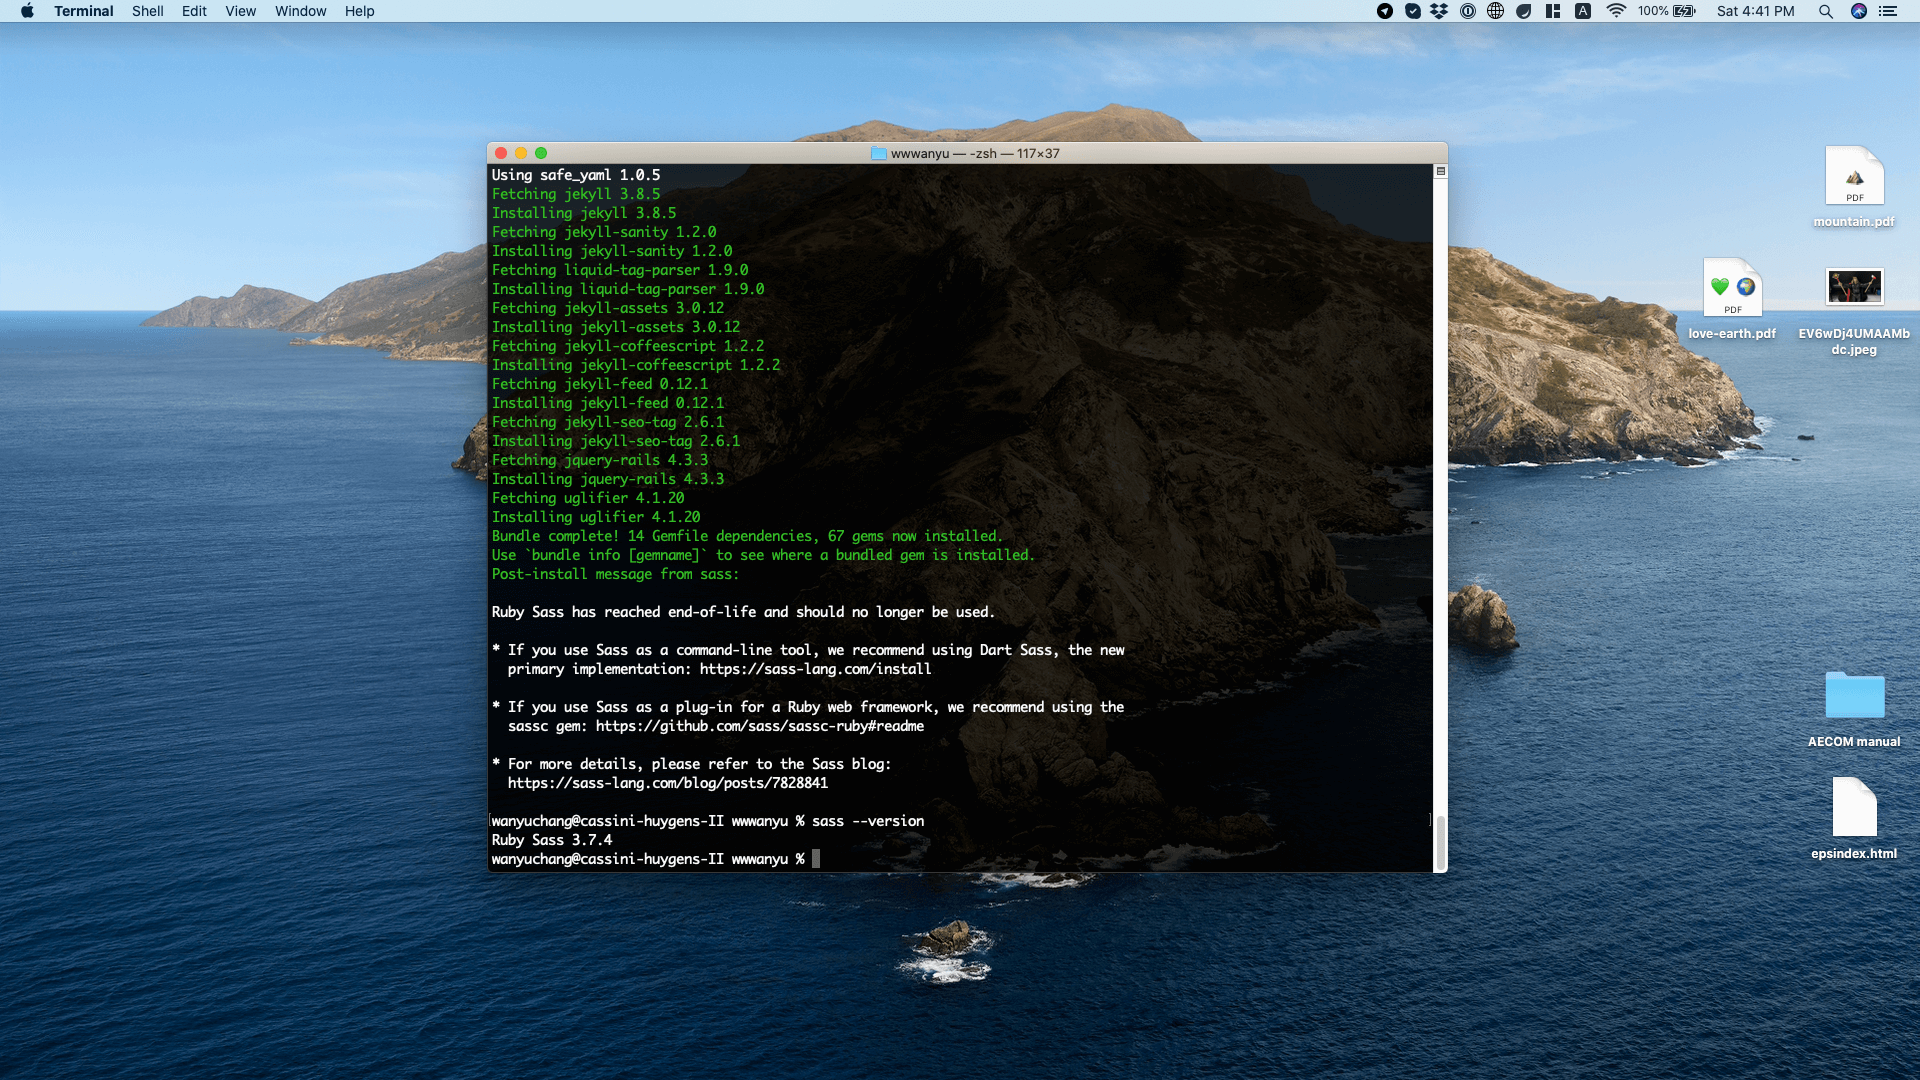 Terminal Shell Edit View Window Help
A 100% Sat 4:41 PM
wwwanyu — -zsh — 117×37
Using safe_yaml 1.0.5
Fetching jekyll 3.8.5
Installing jekyll 3.8.5
Fetching jekyll-sanity 1.2.0
Installing jekyll-sanity 1.2.0
Fetching liquid-tag-parser 1.9.0
Installing liquid-tag-parser 1.9.0
Fetching jekyll-assets 3.0.12
Installing jekyll-assets 3.0.12
Fetching jekyll-coffeescript 1.2.2
Installing jekyll-coffeescript 1.2.2
Fetching jekyll-feed 0.12.1
Installing jekyll-feed 0.12.1
Fetching jekyll-seo-tag 2.6.1
Installing jekyll-seo-tag 2.6.1
Fetching jquery-rails 4.3.3
Installing jquery-rails 4.3.3
Fetching uglifier 4.1.20
Installing uglifier 4.1.20
Bundle complete! 14 Gemfile dependencies, 67 gems now installed.
Use `bundle info [gemname]` to see where a bundled gem is installed.
Post-install message from sass:
Ruby Sass has reached end-of-life and should no longer be used.
* If you use Sass as a command-line tool, we recommend using Dart Sass, the new
primary implementation: https://sass-lang.com/install
* If you use Sass as a plug-in for a Ruby web framework, we recommend using the
sassc gem: https://github.com/sass/sassc-ruby#readme
* For more details, please refer to the Sass blog:
https://sass-lang.com/blog/posts/7828841
[wanyuchang@cassini-huygens-II wwwanyu % sass --version ]
Ruby Sass 3.7.4
wanyuchang@cassini-huygens-II wwwanyu %
PDF
mountain.pdf
PDF
love-earth.pdf
EV6wDj4UMAAMb
dc.jpeg
AECOM manual
epsindex.html